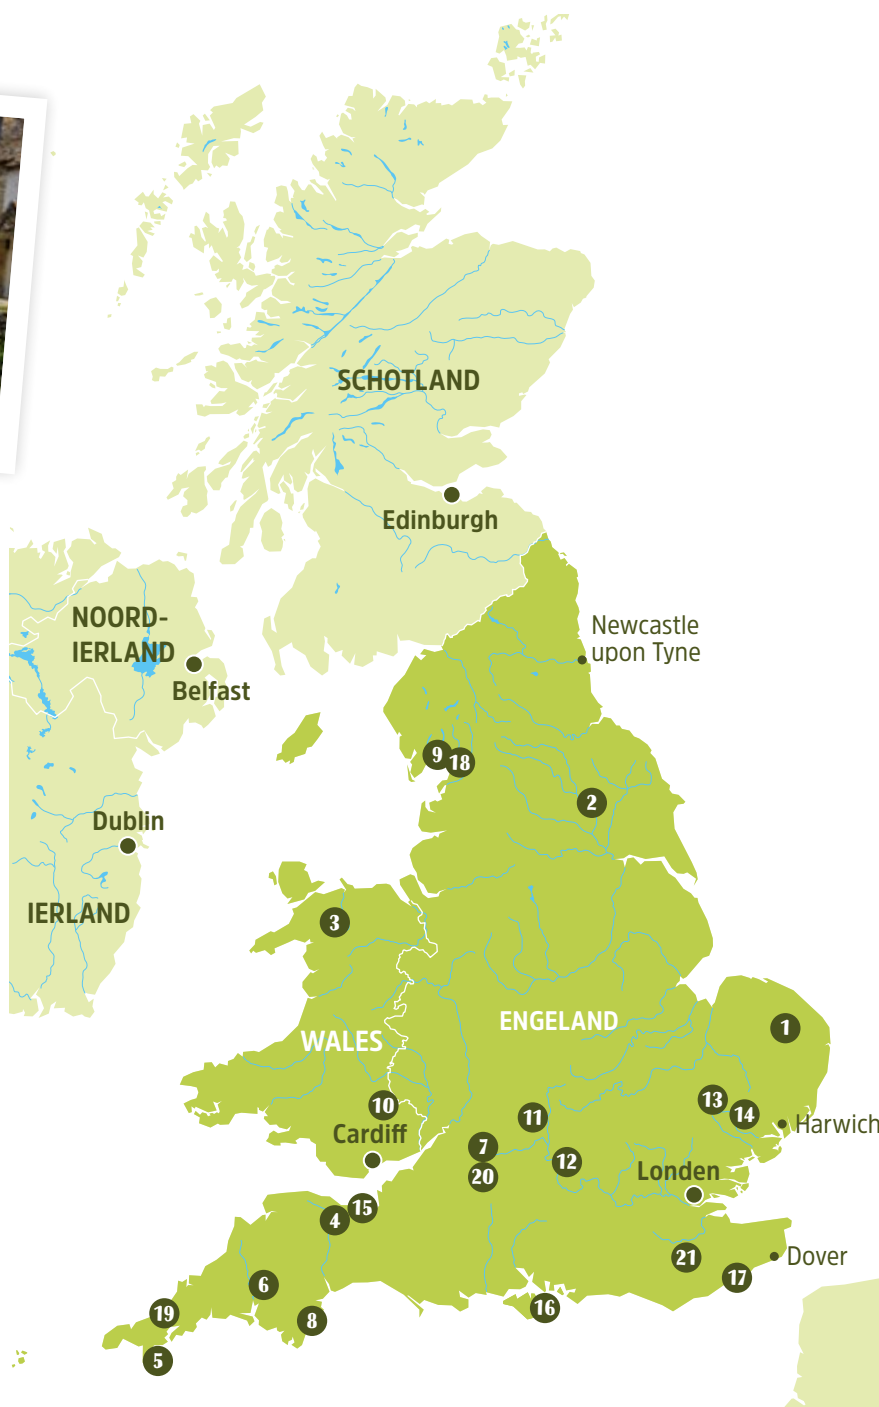 SCHOTLAND
Edinburgh
NOORD-
IERLAND
Belfast
Newcastle
upon Tyne
9
18
2
Dublin
IERLAND
3
ENGELAND
1
WALES
10
13
14
11
Harwich
Cardiff
7
12
Londen
20
15
4
21
Dover
17
6
16
19
8
5